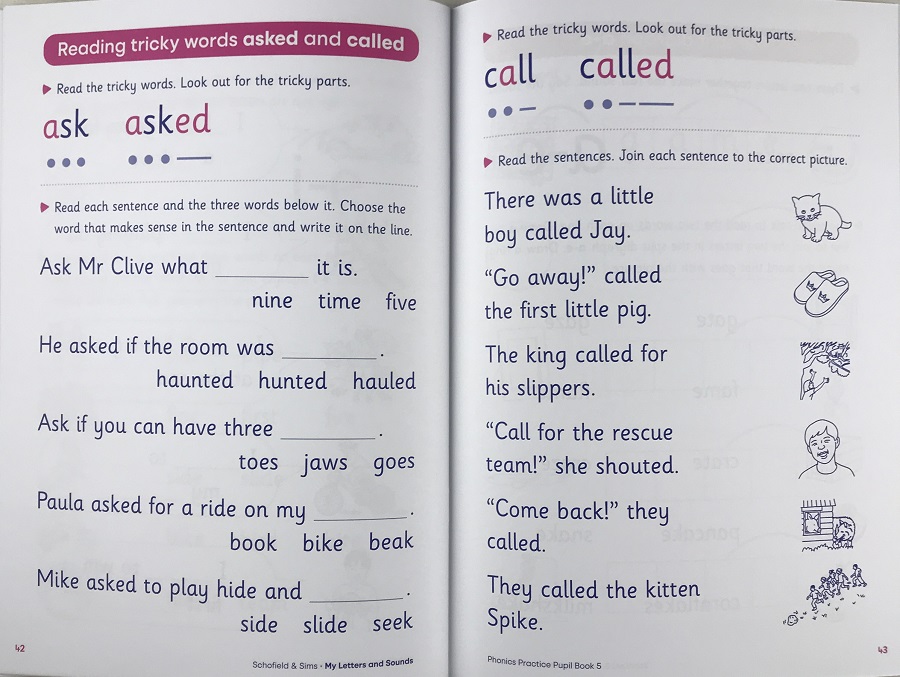 Reading tricky words asked and called
Read the tricky words. Look out for the tricky parts.
ask asked
Read each sentence and the three words below it. Choose the
word that makes sense in the sentence and write it on the line.
Ask Mr Clive what __________ it is.
nine time five
He asked if the room was __________.
haunted hunted hauled
Ask if you can have three __________.
toes jaws goes
Paula asked for a ride on my __________.
book bike beak
Mike asked to play hide and __________.
side slide seek
42
Schofield & Sims • My Letters and Sounds
Read the tricky words. Look out for the tricky parts.
call called
Read the sentences. Join each sentence to the correct picture.
There was a little
boy called Jay.
“Go away!” called
the first little pig.
The king called for
his slippers.
“Call for the rescue
team!” she shouted.
“Come back!” they
called.
They called the kitten
Spike.
Phonics Practice Pupil Book 5
43